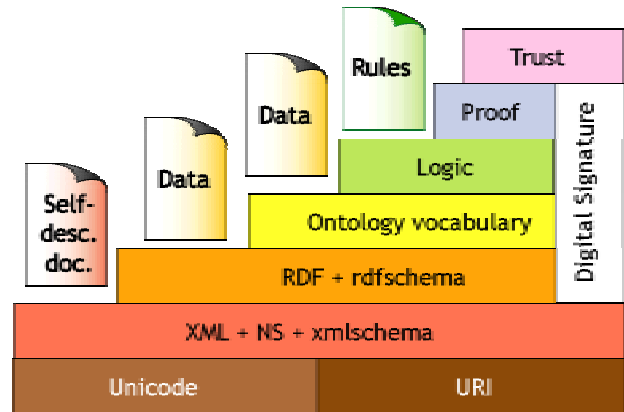 Trust
Rules
Proof
Data
Digital Signature
Logic
Data
Self-
desc.
doc.
Ontology vocabulary
RDF + rdfschema
XML + NS + xmlschema
Unicode
URI